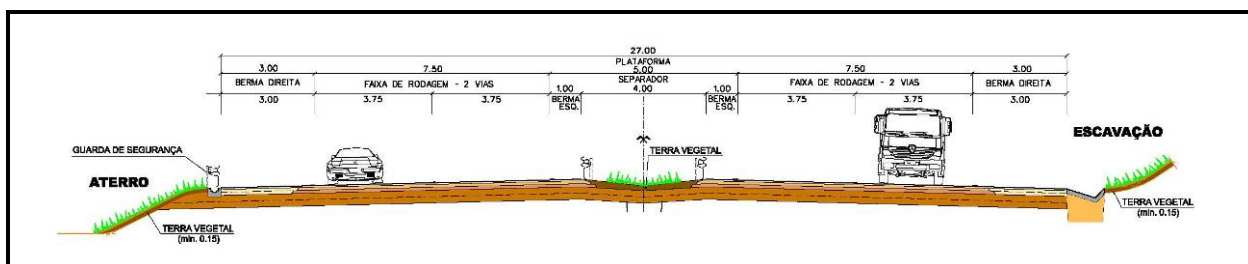 27.00
PLATAFORMA
3.00 7.50 5.00 7.50 3.00
SEPARADOR
BERMA DIREITA FAIXA DE RODAGEM - 2 VIAS 1.00 4.00 1.00 FAIXA DE RODAGEM - 2 VIAS BERMA DIREITA
3.00 3.75 3.75 BERMA ESQ. BERMA ESQ. 3.75 3.75 3.00
GUARDA DE SEGURANÇA
TERRA VEGETAL
ESCAVAÇÃO
ATERRO
TERRA VEGETAL
(min. 0.15)
TERRA VEGETAL
(min. 0.15)